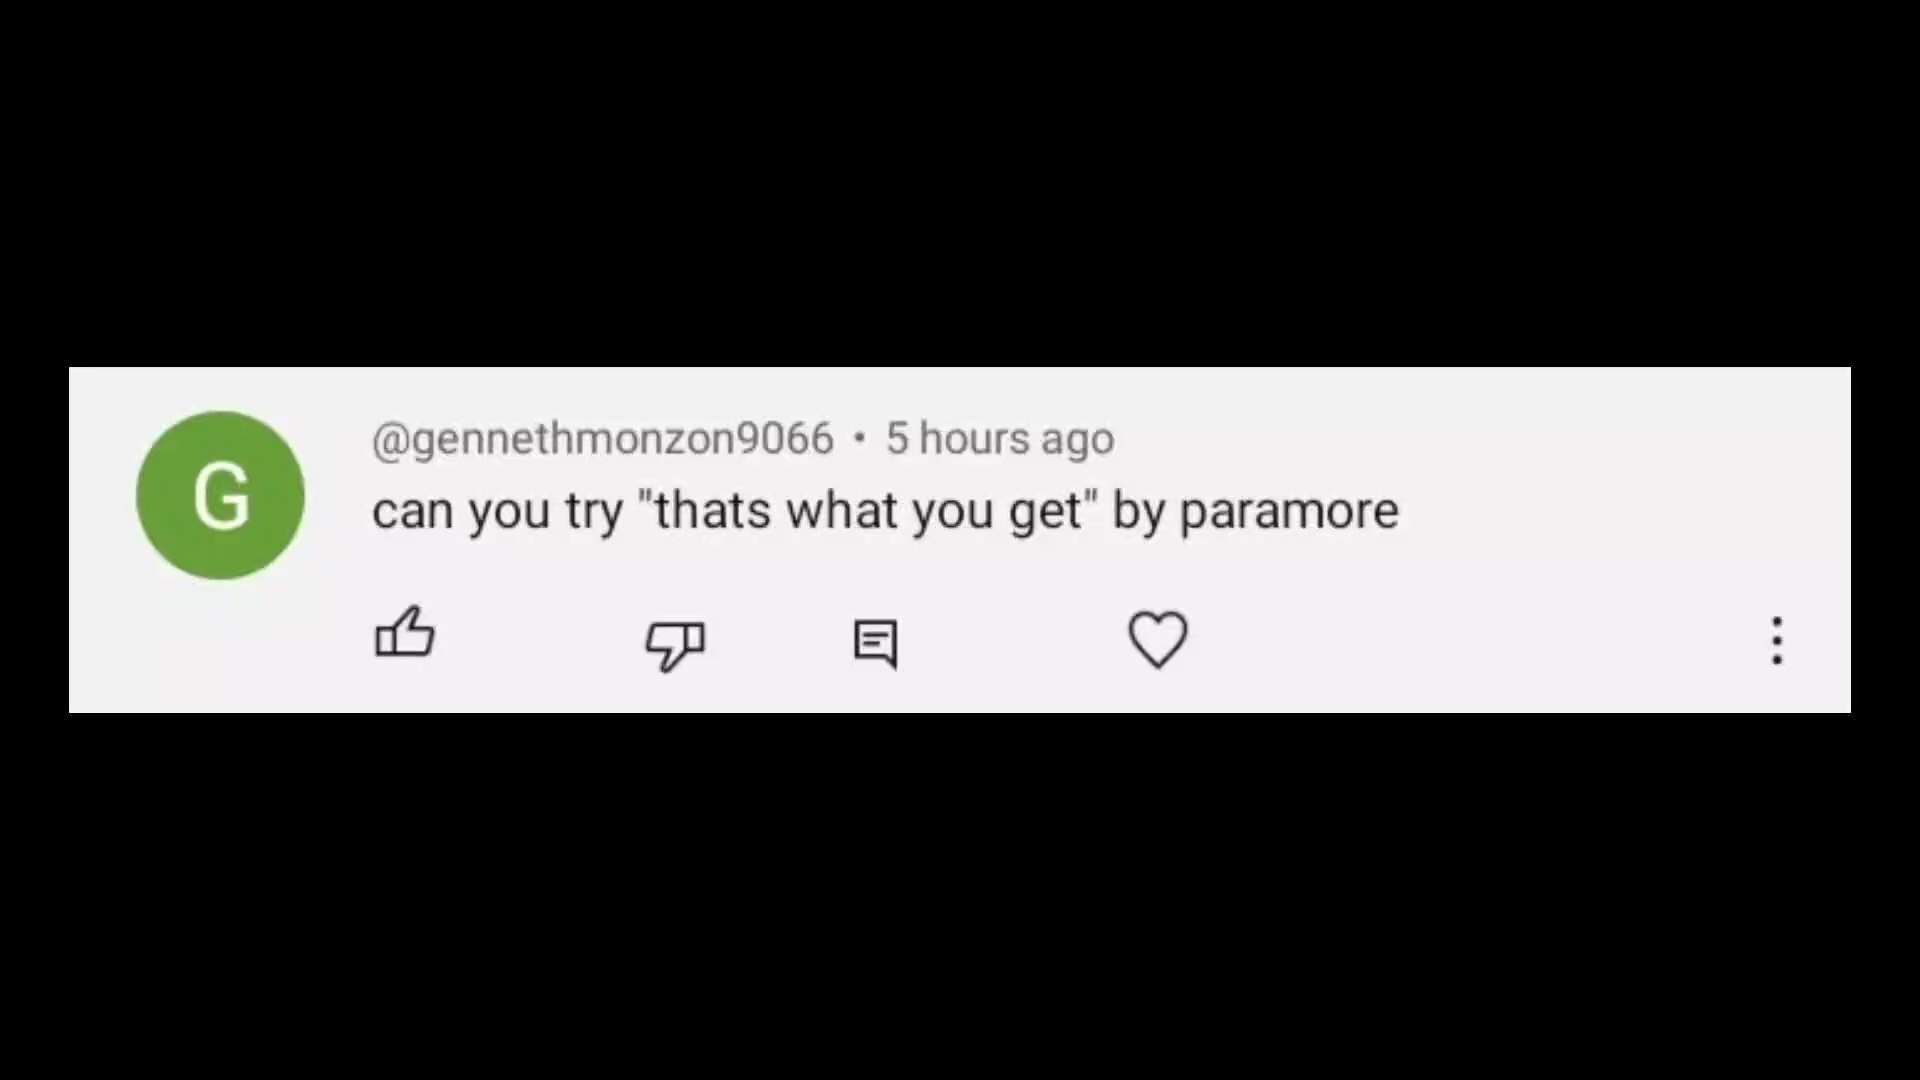 G
@gennethmonzon9066 • 5 hours ago
can you try "thats what you get" by paramore